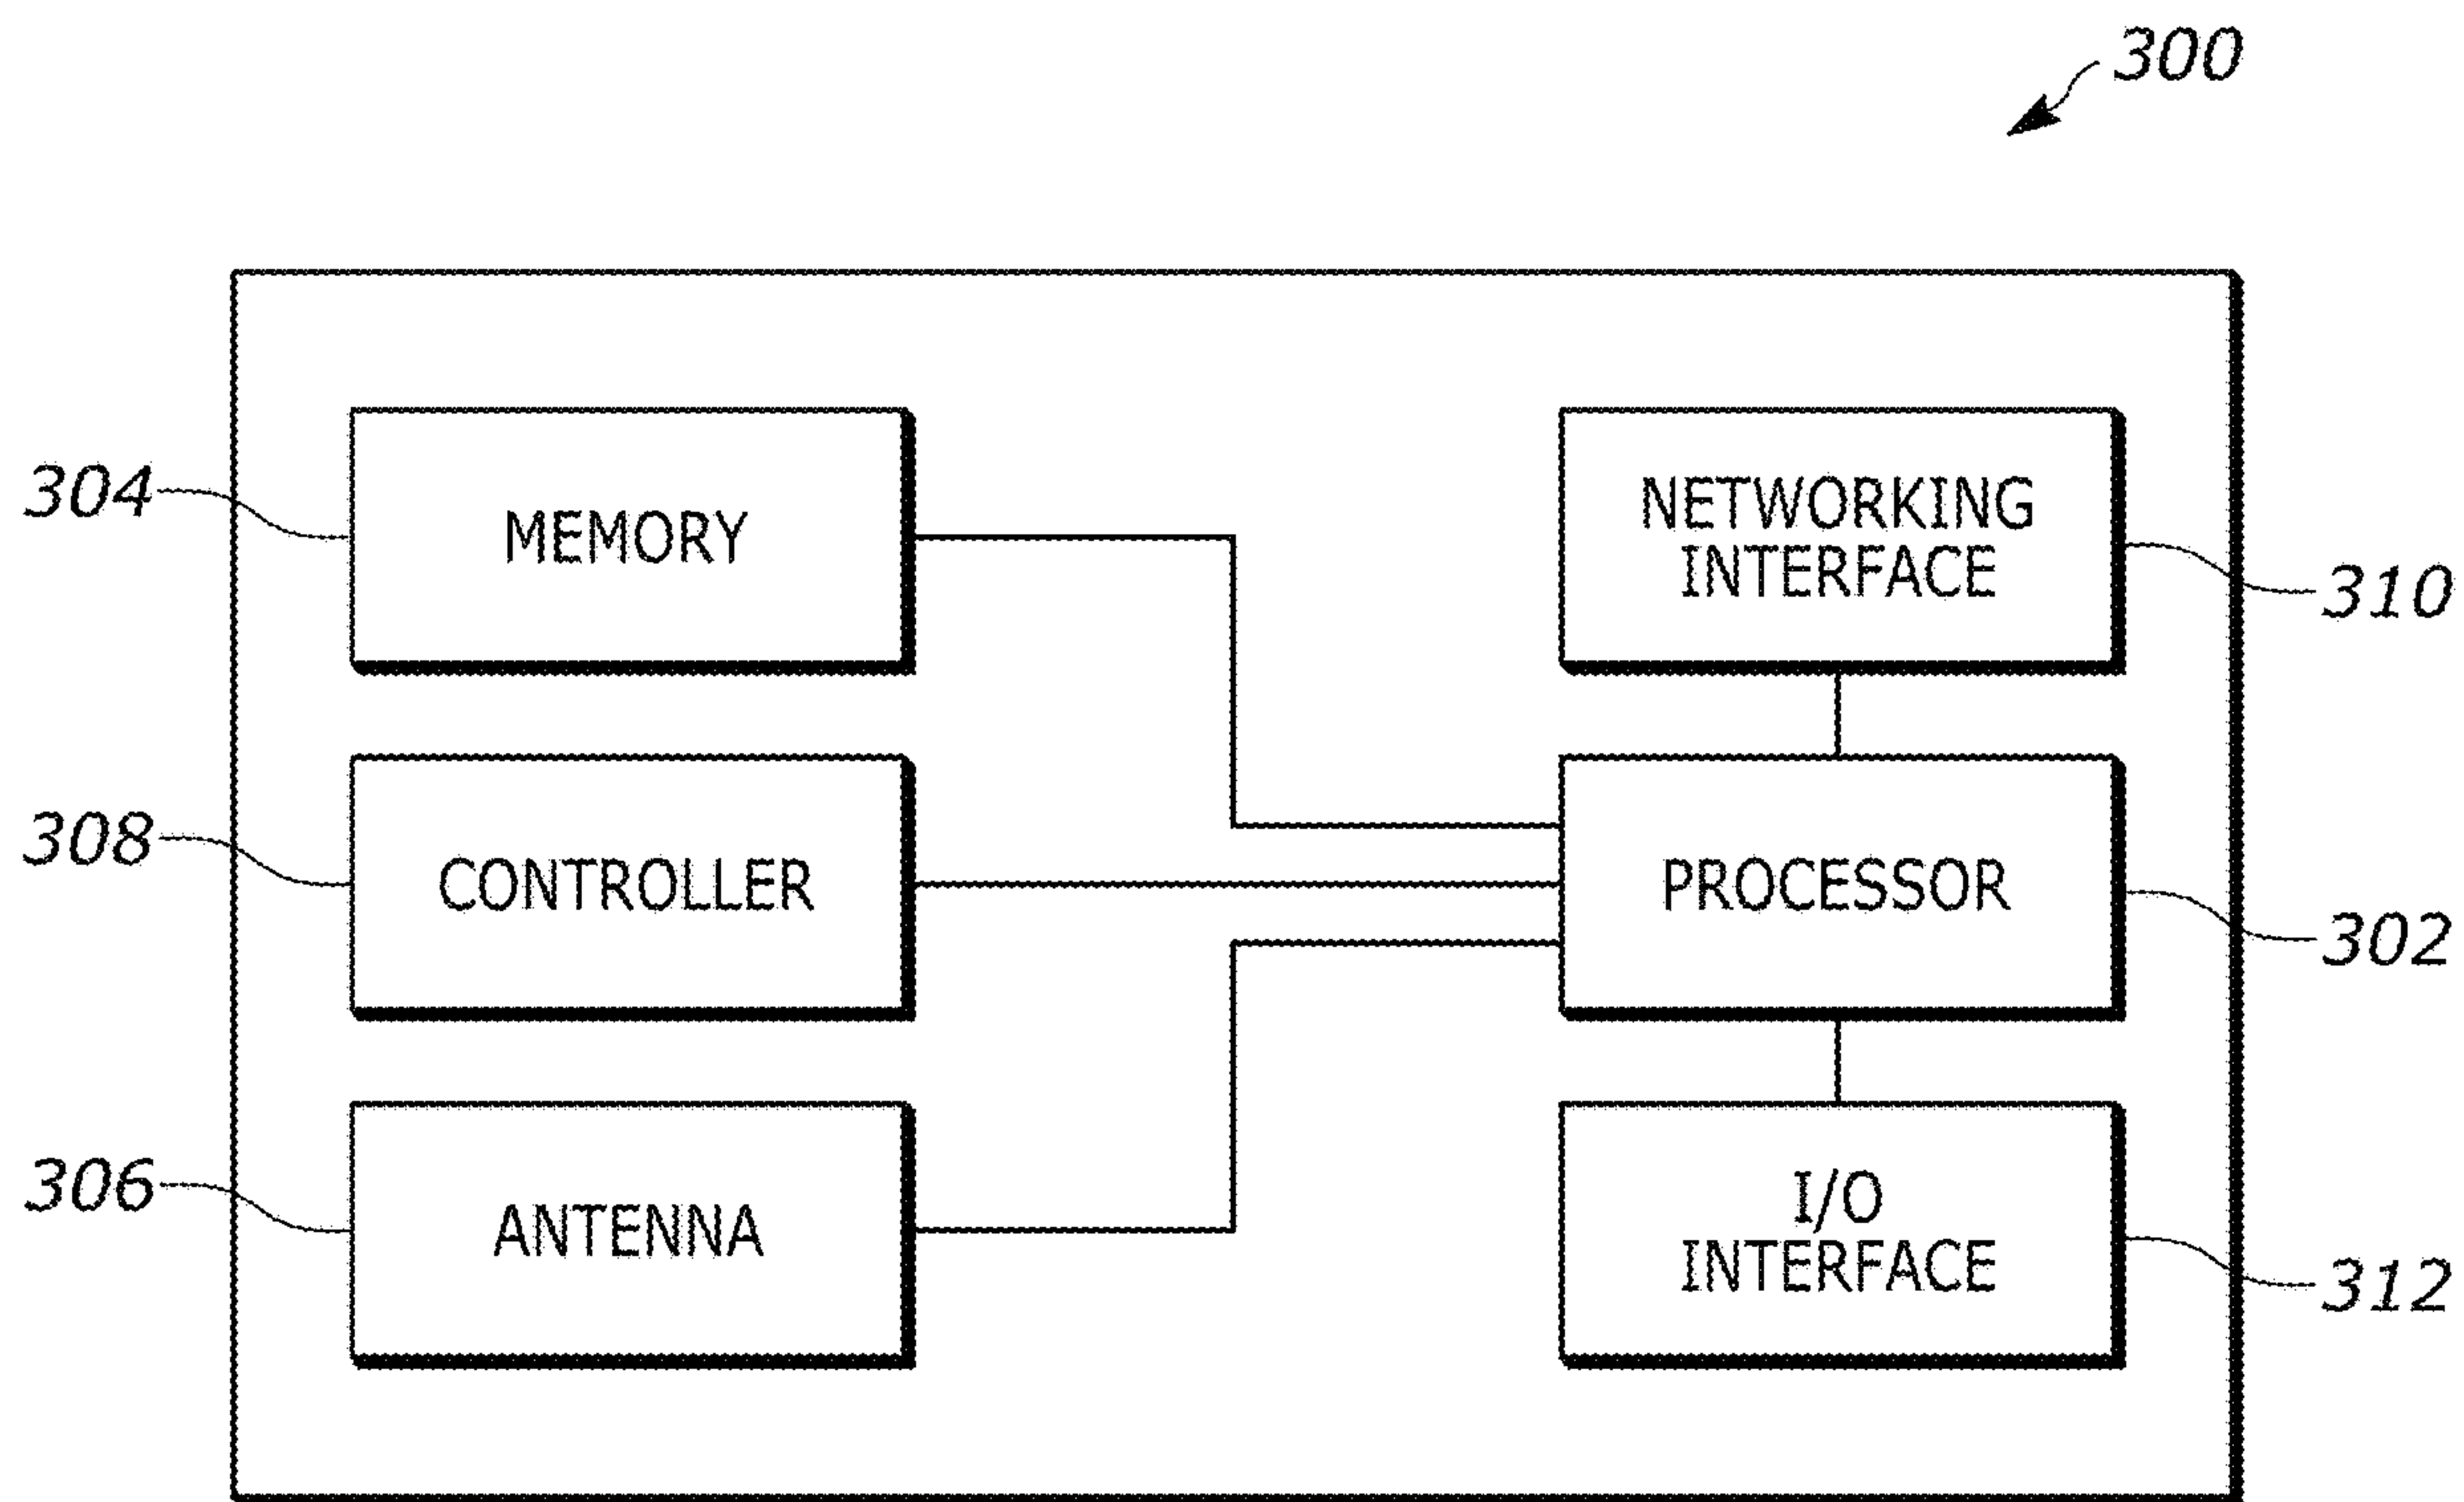 300
304
MEMORY
NETWORKING
INTERFACE
310
308
CONTROLLER
PROCESSOR
302
306
ANTENNA
I/O
INTERFACE
312